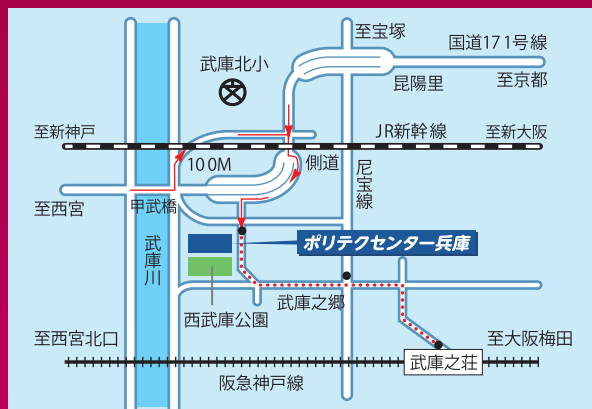 至宝塚
国道171号線
武庫北小
昆陽里
至京都
至新神戸
JR新幹線
至新大阪
100M
側道
尼宝線
至西宮
甲武橋
武庫川
ポリテクセンター兵庫
武庫之郷
西武庫公園
至西宮北口
至大阪梅田
武庫之荘
阪急神戸線